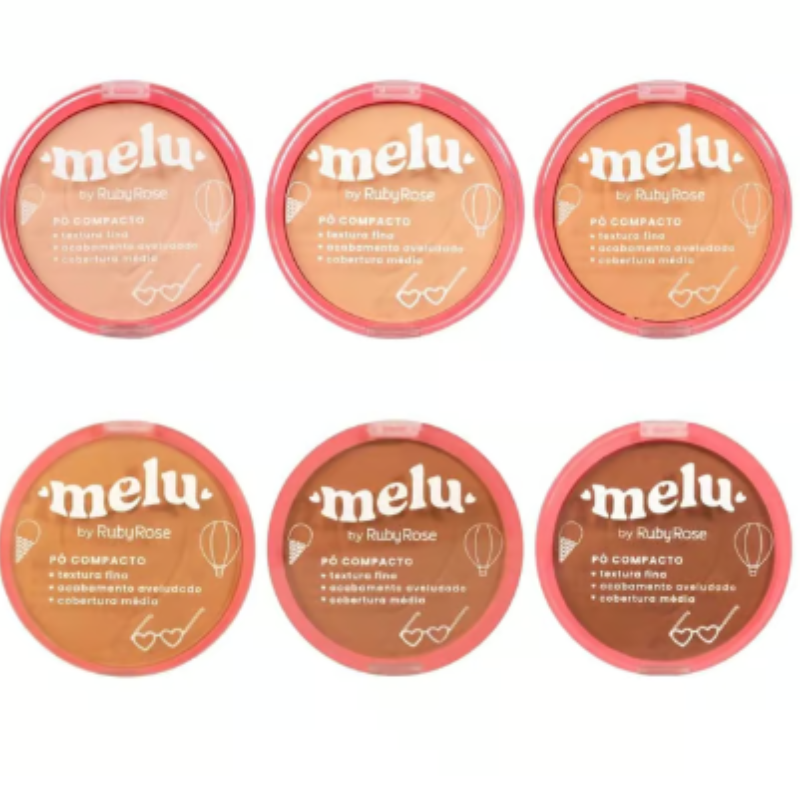 melu
by RubyRose
PÓ COMPACTO
• textura fina
• acabamento aveludado
• cobertura média
melu
by RubyRose
PÓ COMPACTO
• textura fina
• acabamento aveludado
• cobertura média
melu
by RubyRose
PÓ COMPACTO
• textura fina
• acabamento aveludado
• cobertura média
melu
by RubyRose
PÓ COMPACTO
• textura fina
• acabamento aveludado
• cobertura média
melu
by RubyRose
PÓ COMPACTO
• textura fina
• acabamento aveludado
• cobertura média
melu
by RubyRose
PÓ COMPACTO
• textura fina
• acabamento aveludado
• cobertura média